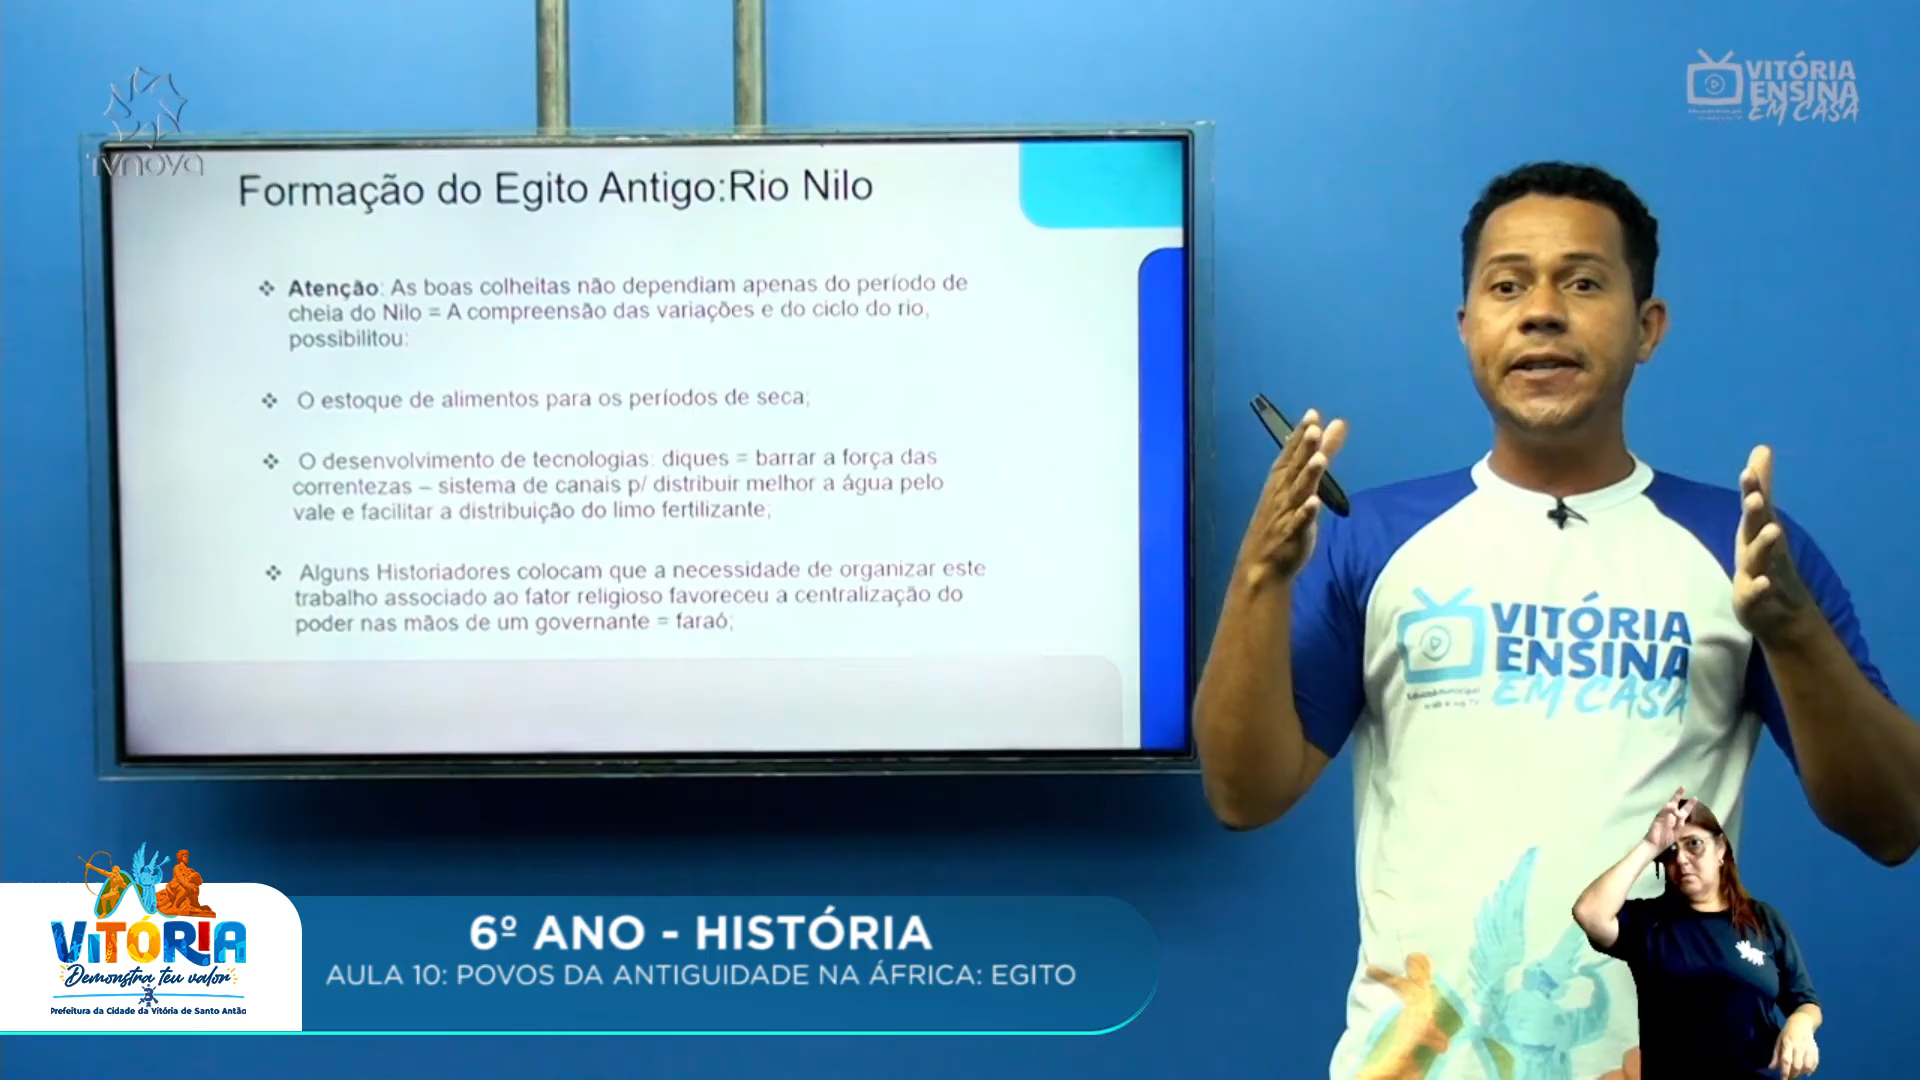 TVNOVA
VITÓRIA
ENSINA
EM CASA
Formação do Egito Antigo:Rio Nilo
Atenção: As boas colheitas não dependiam apenas do período de
cheia do Nilo = A compreensão das variações e do ciclo do rio,
possibilitou:
O estoque de alimentos para os períodos de seca;
O desenvolvimento de tecnologias: diques = barrar a força das
correntezas – sistema de canais p/ distribuir melhor a água pelo
vale e facilitar a distribuição do limo fertilizante;
Alguns Historiadores colocam que a necessidade de organizar este
trabalho associado ao fator religioso favoreceu a centralização do
poder nas mãos de um governante = faraó;
VITÓRIA
ENSINA
EM CASA
VITÓRIA
Demonstra teu valor
Prefeitura da Cidade da Vitória de Santo Antão
6º ANO - HISTÓRIA
AULA 10: POVOS DA ANTIGUIDADE NA ÁFRICA: EGITO